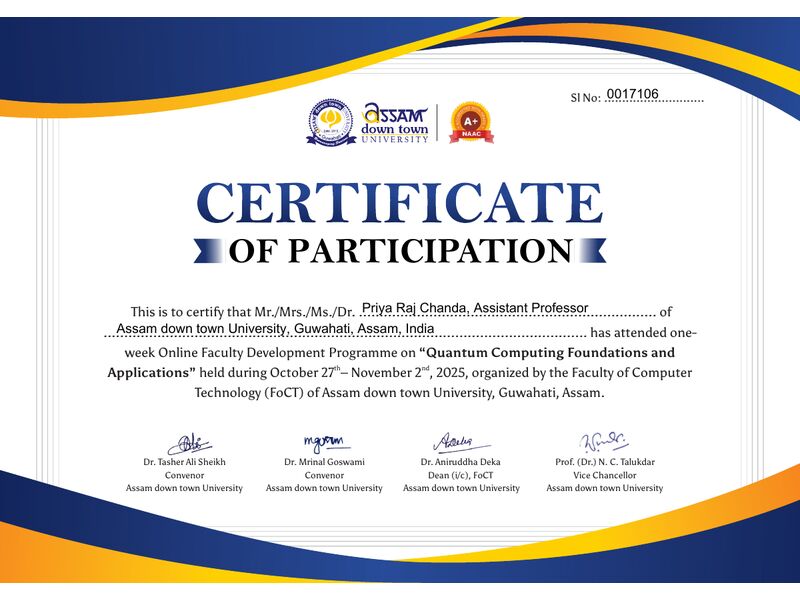 Sl No: 0017106
ASSAM
down town
UNIVERSITY
A+
NAAC
CERTIFICATE
OF PARTICIPATION
This is to certify that Mr./Mrs./Ms./Dr. Priya Raj Chanda, Assistant Professor of
Assam down town University, Guwahati, Assam, India has attended one-
week Online Faculty Development Programme on “Quantum Computing Foundations and
Applications” held during October 27th– November 2nd, 2025, organized by the Faculty of Computer
Technology (FoCT) of Assam down town University, Guwahati, Assam.
Dr. Tasher Ali Sheikh
Convenor
Assam down town University
Dr. Mrinal Goswami
Convenor
Assam down town University
Dr. Aniruddha Deka
Dean (i/c), FoCT
Assam down town University
Prof. (Dr.) N. C. Talukdar
Vice Chancellor
Assam down town University